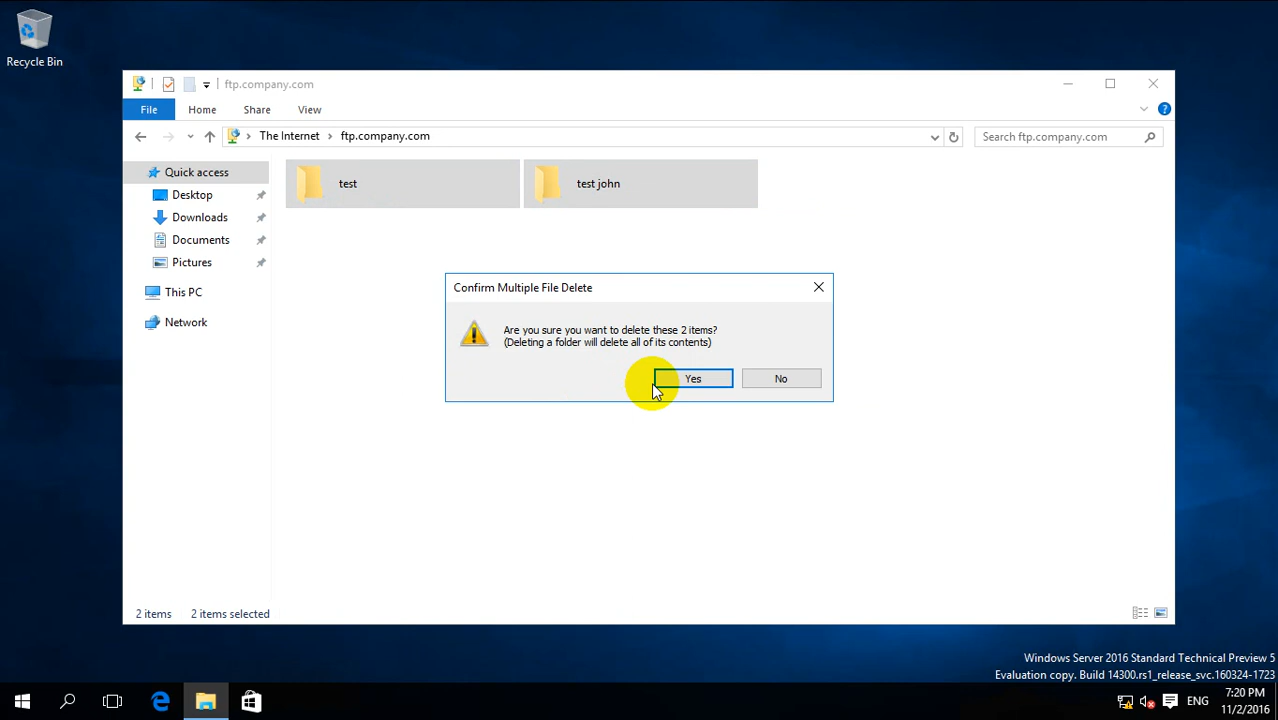 Recycle Bin
ftp.company.com
File Home Share View
The Internet ftp.company.com
Search ftp.company.com
Quick access
Desktop
Downloads
Documents
Pictures
This PC
Network
test
test john
Confirm Multiple File Delete
Are you sure you want to delete these 2 items?
(Deleting a folder will delete all of its contents)
Yes No
2 items 2 items selected
Windows Server 2016 Standard Technical Preview 5
Evaluation copy. Build 14300.rs1_release_svc.160324-1723
ENG
7:20 PM
11/2/2016